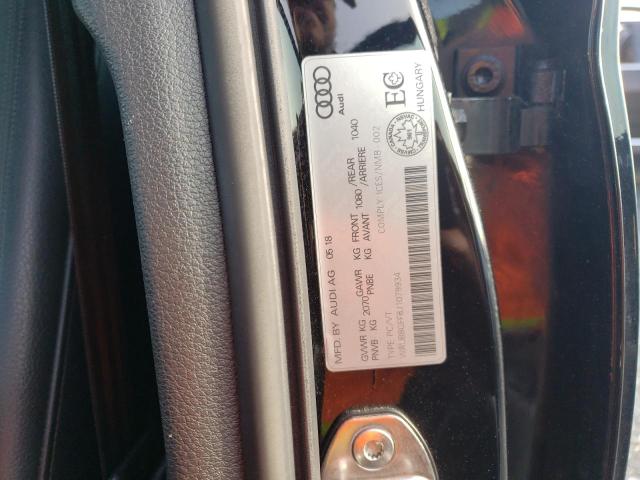 Audi
EC
HUNGARY
MFD. BY AUDI AG 05.18
GVWR KG 2070 GAWR KG FRONT 1080 /REAR 1040
PNVB KG PNBE KG AVANT /ARRIERE
COMPLY: ICES/NMB - 002
TYPE: PC/VT